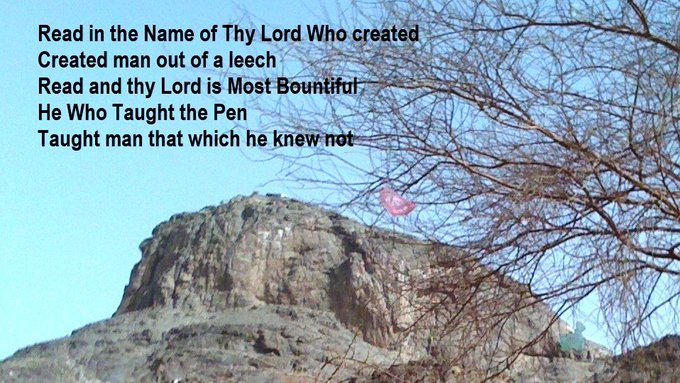 Read in the Name of Thy Lord Who created
Created man out of a leech
Read and thy Lord is Most Bountiful
He Who Taught the Pen
Taught man that which he knew not